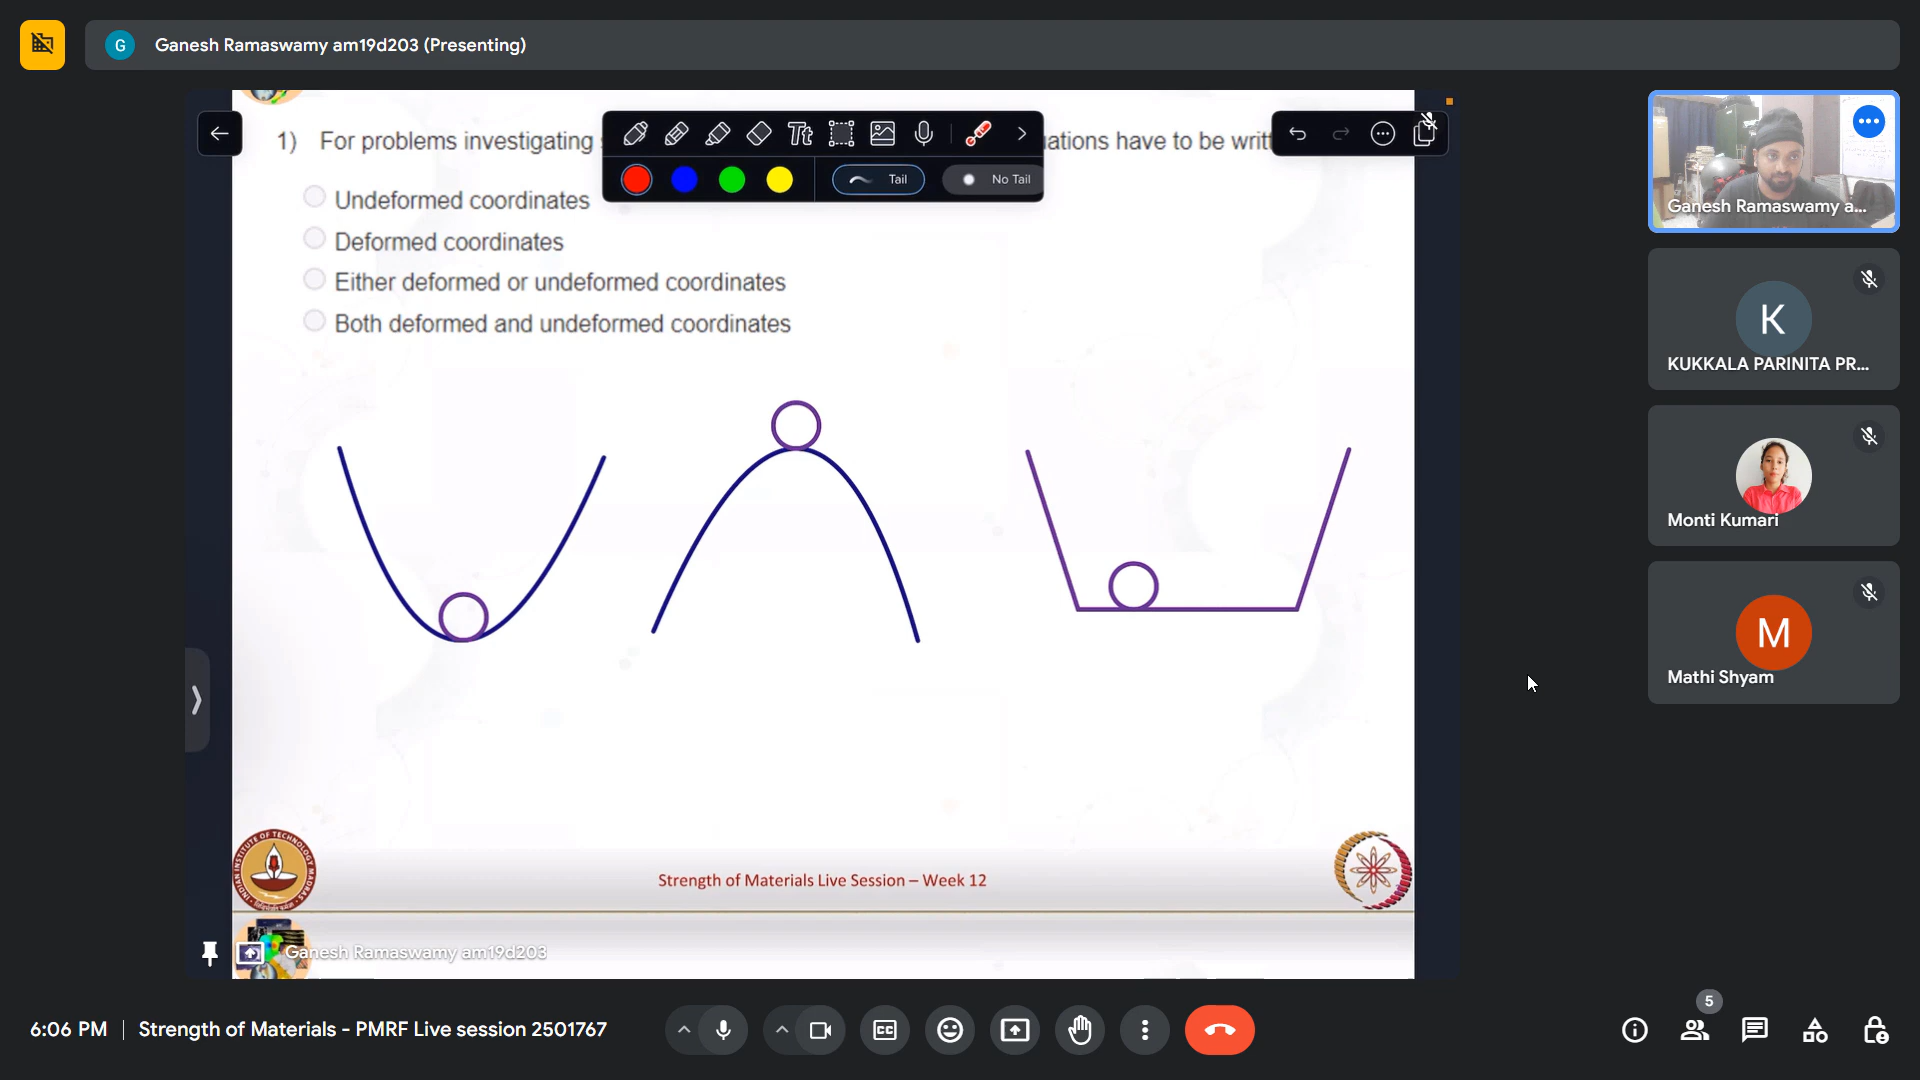 G Ganesh Ramaswamy am19d203 (Presenting)
1) For problems investigating
ations have to be writt
Tail
No Tail
Undeformed coordinates
Deformed coordinates
Either deformed or undeformed coordinates
Both deformed and undeformed coordinates
Strength of Materials Live Session – Week 12
Ganesh Ramaswamy am19d203
Ganesh Ramaswamy a...
K
KUKKALA PARINITA PR...
Monti Kumari
M
Mathi Shyam
6:06 PM | Strength of Materials - PMRF Live session 2501767
5